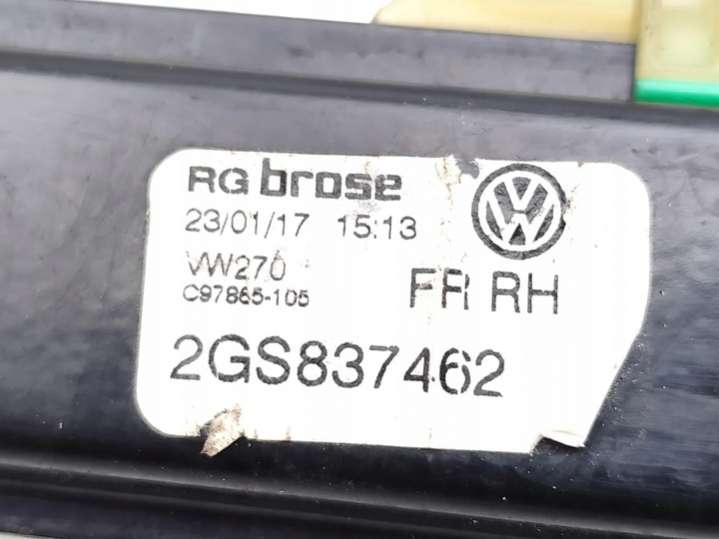 RG brose
23/01/17 15:13
VW270
C97865-105
FR RH
2GS837462